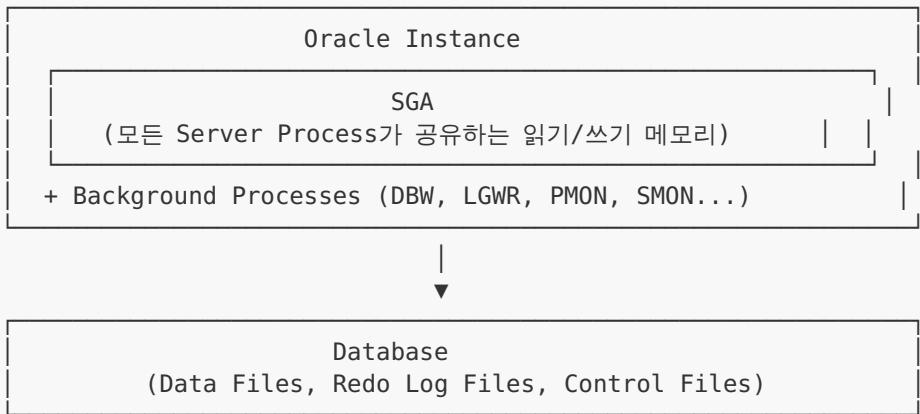 Oracle Instance
SGA
(모든 Server Process가 공유하는 읽기/쓰기 메모리)
+ Background Processes (DBW, LGWR, PMON, SMON...)
Database
(Data Files, Redo Log Files, Control Files)